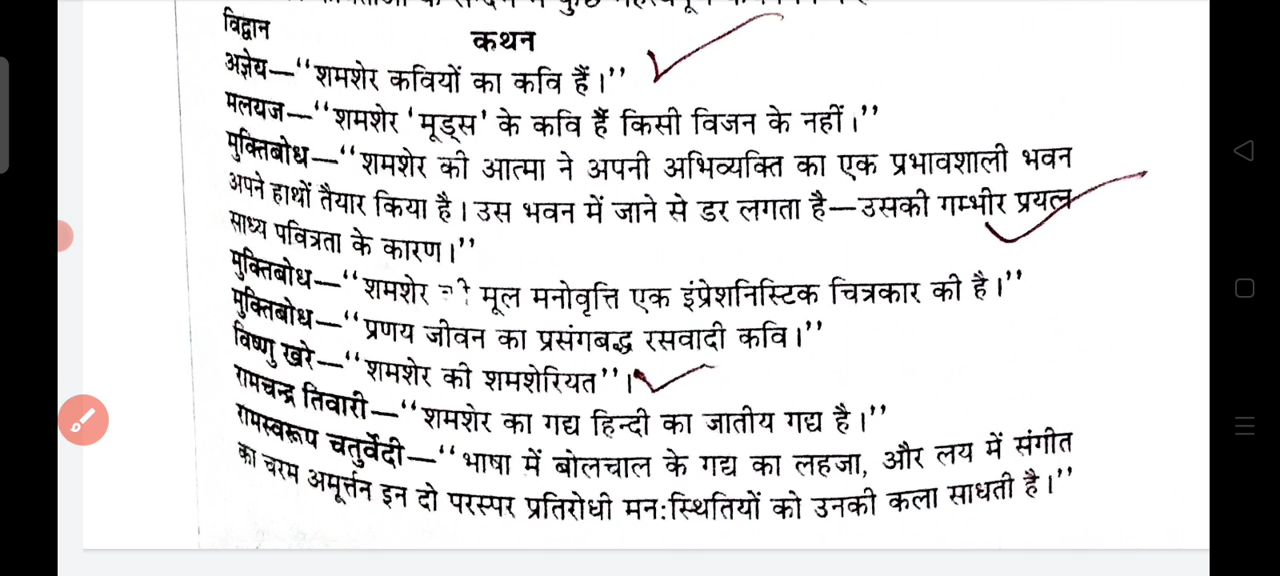 विद्वान
कथन
अज्ञेय—“शमशेर कवियों का कवि हैं।”
मलयज—“शमशेर ‘मूड्स’ के कवि हैं किसी विजन के नहीं।”
मुक्तिबोध—“शमशेर की आत्मा ने अपनी अभिव्यक्ति का एक प्रभावशाली भवन
अपने हाथों तैयार किया है। उस भवन में जाने से डर लगता है—उसकी गम्भीर प्रयत्न
साध्य पवित्रता के कारण।”
मुक्तिबोध—“शमशेर मूल मनोवृत्ति एक इंप्रेशनिस्टिक चित्रकार की है।”
मुक्तिबोध—“प्रणय जीवन का प्रसंगबद्ध रसवादी कवि।”
विष्णु खरे—“शमशेर की शमशेरियत”।
रामचन्द्र तिवारी—“शमशेर का गद्य हिन्दी का जातीय गद्य है।”
रामस्वरूप चतुर्वेदी—“भाषा में बोलचाल के गद्य का लहजा, और लय में संगीत
का चरम अमूर्त्तन इन दो परस्पर प्रतिरोधी मन:स्थितियों को उनकी कला साधती है।”